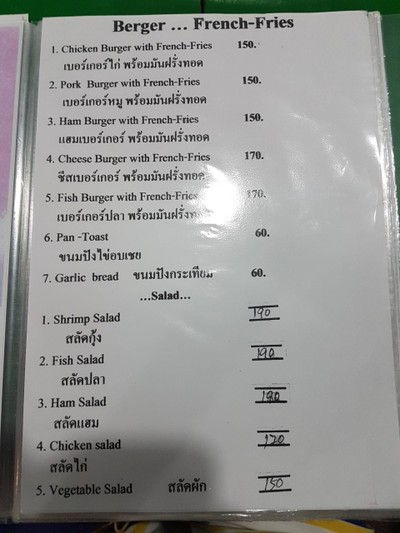 Berger ... French-Fries
1. Chicken Burger with French-Fries 150.
เบอร์เกอร์ไก่ พร้อมมันฝรั่งทอด
2. Pork Burger with French-Fries 150.
เบอร์เกอร์หมู พร้อมมันฝรั่งทอด
3. Ham Burger with French-Fries 150.
แฮมเบอร์เกอร์ พร้อมมันฝรั่งทอด
4. Cheese Burger with French-Fries 170.
ชีสเบอร์เกอร์ พร้อมมันฝรั่งทอด
5. Fish Burger with French-Fries 170.
เบอร์เกอร์ปลา พร้อมมันฝรั่งทอด
6. Pan -Toast 60.
ขนมปังไข่อบเชย
7. Garlic bread ขนมปังกระเทียม 60.
...Salad...
1. Shrimp Salad 190
สลัดกุ้ง
2. Fish Salad 190
สลัดปลา
3. Ham Salad
สลัดแฮม
4. Chicken salad
สลัดไก่
5. Vegetable Salad สลัดผัก 150